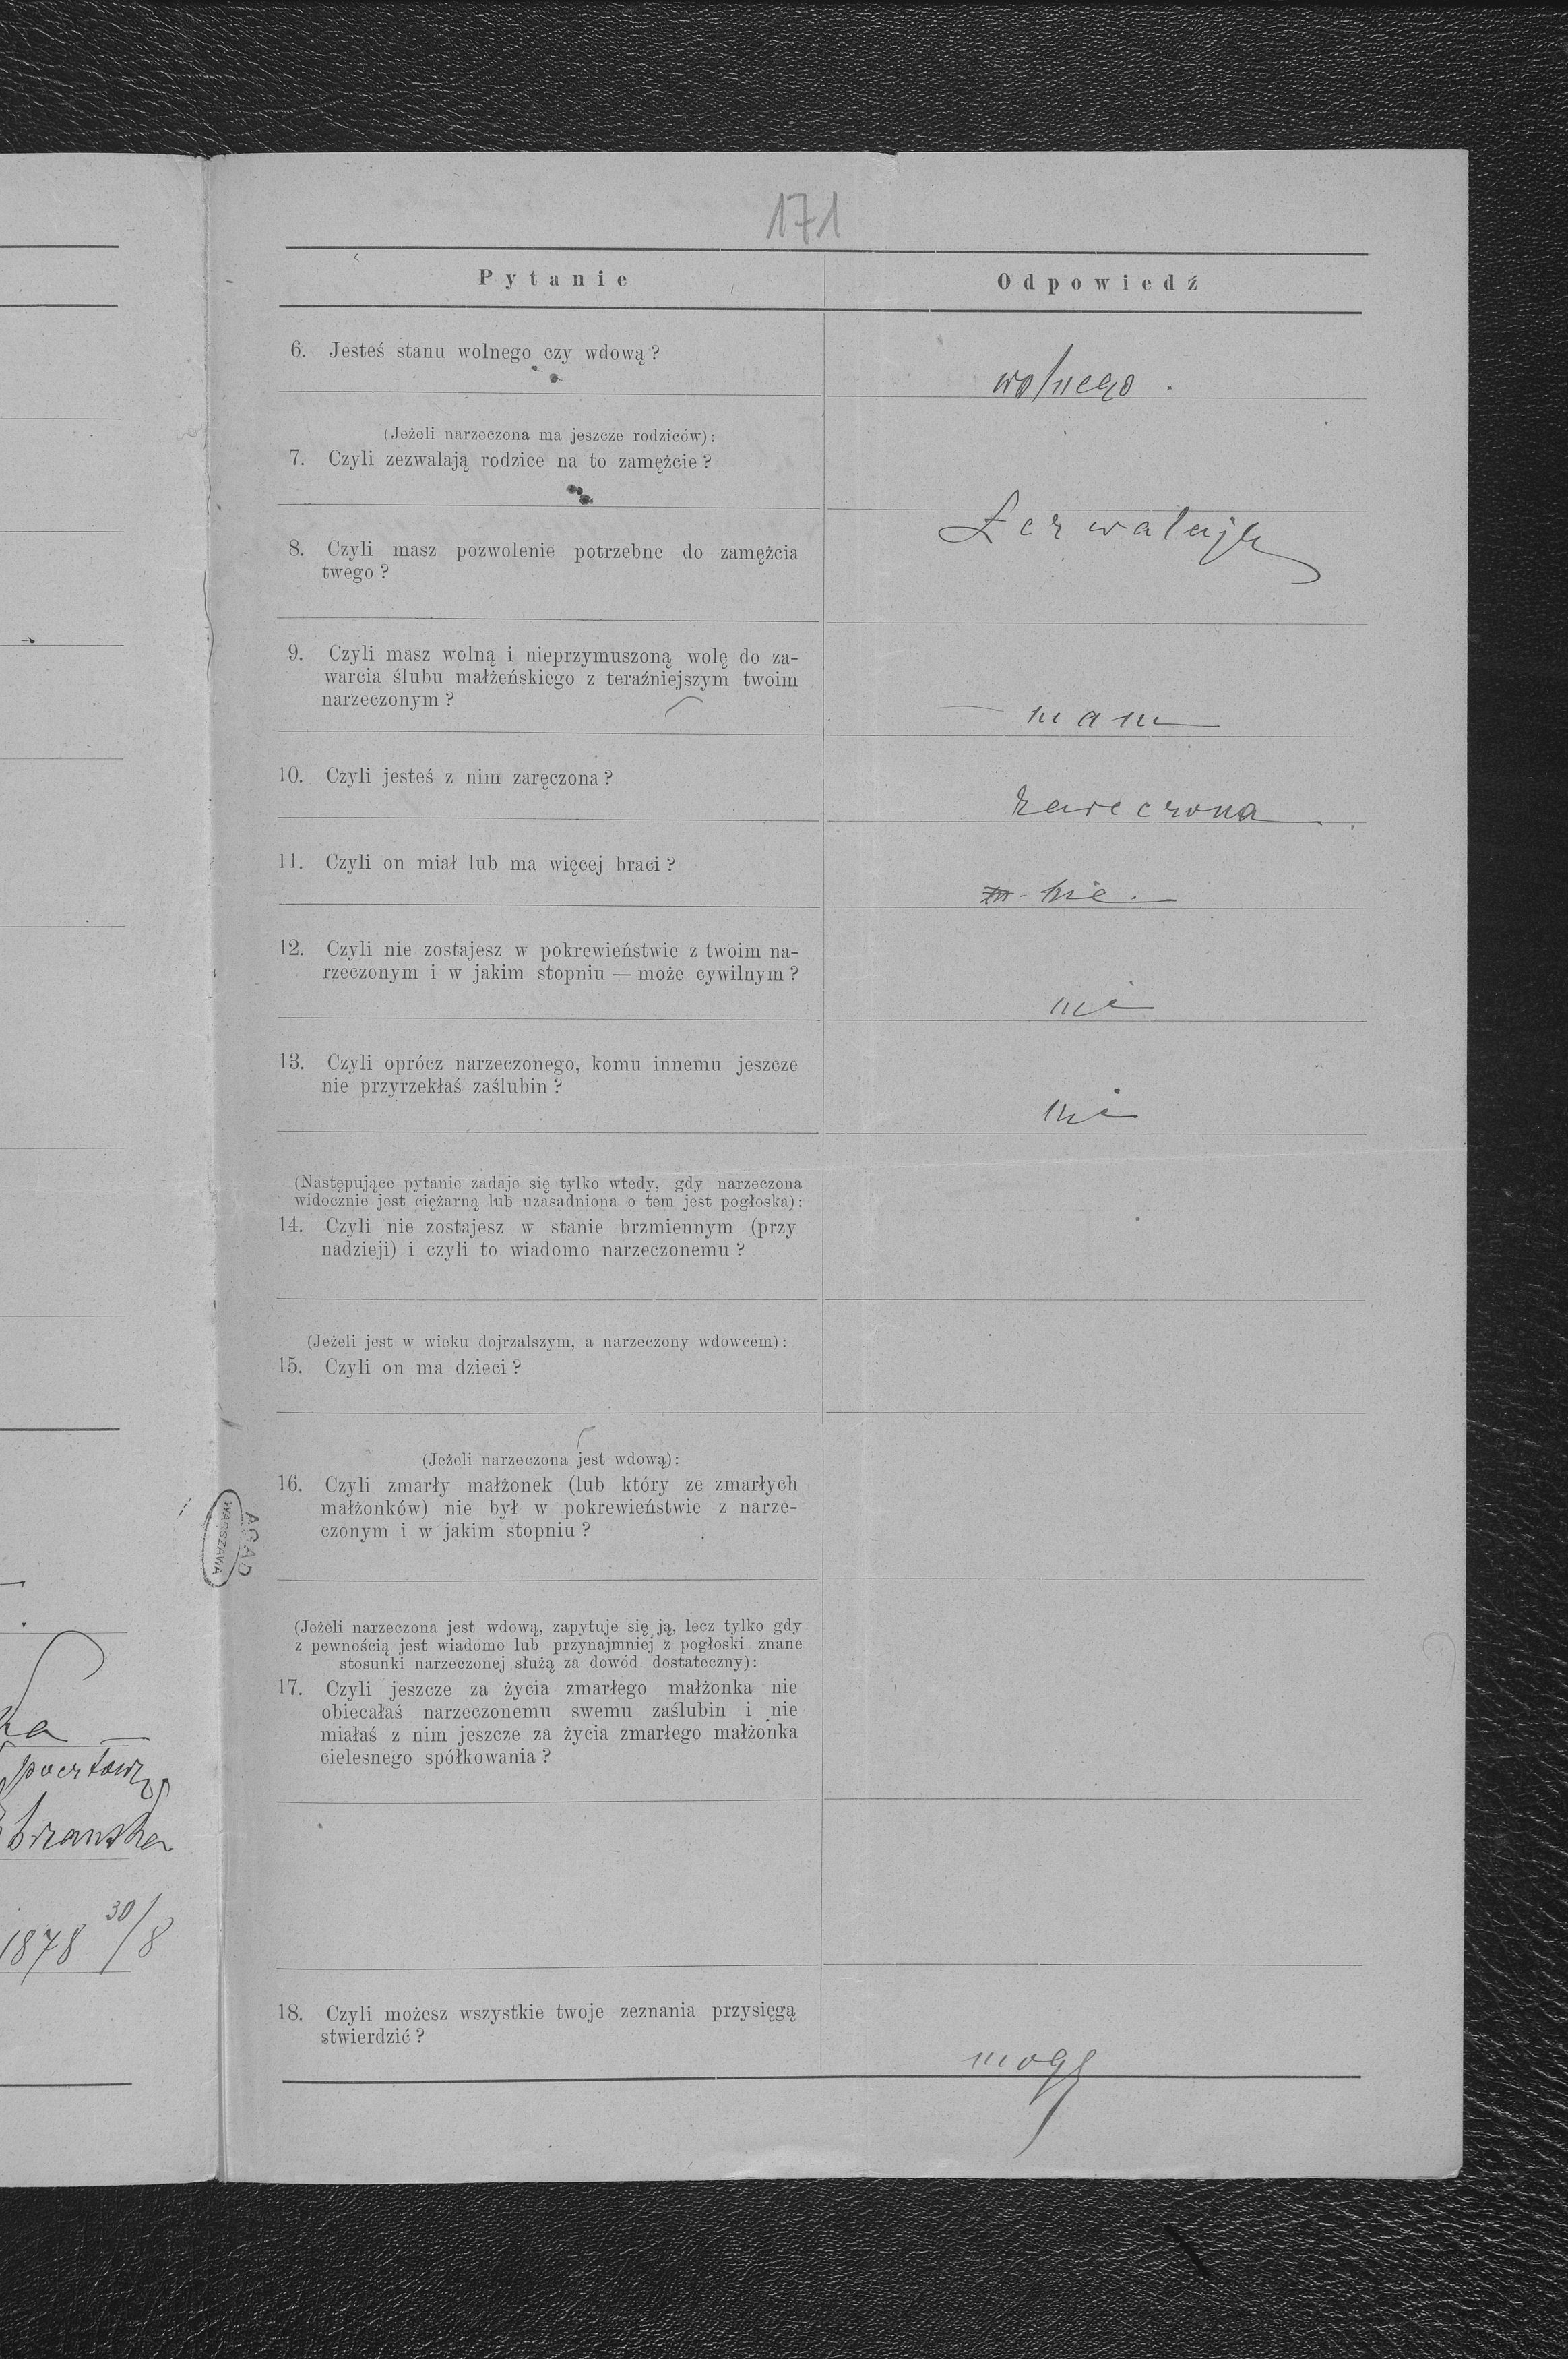 171
Pytanie
Odpowiedź
6. Jesteś stanu wolnego czy wdową?
wolnego.
(Jeżeli narzeczona ma jeszcze rodziców):
7. Czyli zezwalają rodzice na to zamężcie?
Zezwalają
8. Czyli masz pozwolenie potrzebne do zamężcia
twego?
9. Czyli masz wolną i nieprzymuszoną wolę do za-
warcia ślubu małżeńskiego z teraźniejszym twoim
narzeczonym?
mam
10. Czyli jesteś z nim zaręczona?
zareczona
11. Czyli on miał lub ma więcej braci?
nie.
12. Czyli nie zostajesz w pokrewieństwie z twoim na-
rzeczonym i w jakim stopniu — może cywilnym?
nie
13. Czyli oprócz narzeczonego, komu innemu jeszcze
nie przyrzekłaś zaślubin?
nie
(Następujące pytanie zadaje się tylko wtedy, gdy narzeczona
widocznie jest ciężarną lub uzasadniona o tem jest pogłoska):
14. Czyli nie zostajesz w stanie brzmiennym (przy
nadzieji) i czyli to wiadomo narzeczonemu?
(Jeżeli jest w wieku dojrzalszym, a narzeczony wdowcem):
15. Czyli on ma dzieci?
(Jeżeli narzeczona jest wdową):
16. Czyli zmarły małżonek (lub który ze zmarłych
małżonków) nie był w pokrewieństwie z narze-
czonym i w jakim stopniu?
AGAD
WARSZAWA
(Jeżeli narzeczona jest wdową, zapytuje się ją, lecz tylko gdy
z pewnością jest wiadomo lub przynajmniej z pogłoski znane
stosunki narzeczonej służą za dowód dostateczny):
17. Czyli jeszcze za życia zmarłego małżonka nie
obiecałaś narzeczonemu swemu zaślubin i nie
miałaś z nim jeszcze za życia zmarłego małżonka
cielesnego spółkowania?
1878 30/8
18. Czyli możesz wszystkie twoje zeznania przysięgą
stwierdzić?
mogę